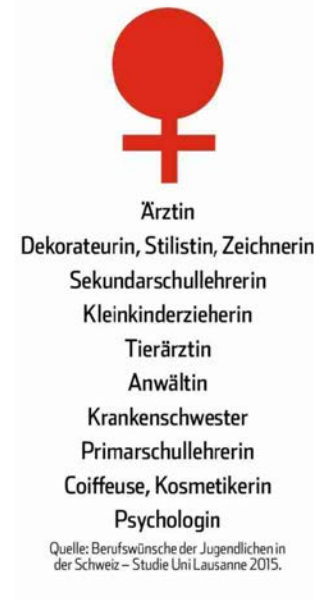 Ärztin
Dekorateurin, Stilistin, Zeichnerin
Sekundarschullehrerin
Kleinkinderzieherin
Tierärztin
Anwältin
Krankenschwester
Primarschullehrerin
Coiffeuse, Kosmetikerin
Psychologin
Quelle: Berufswünsche der Jugendlichen in
der Schweiz – Studie Uni Lausanne 2015.